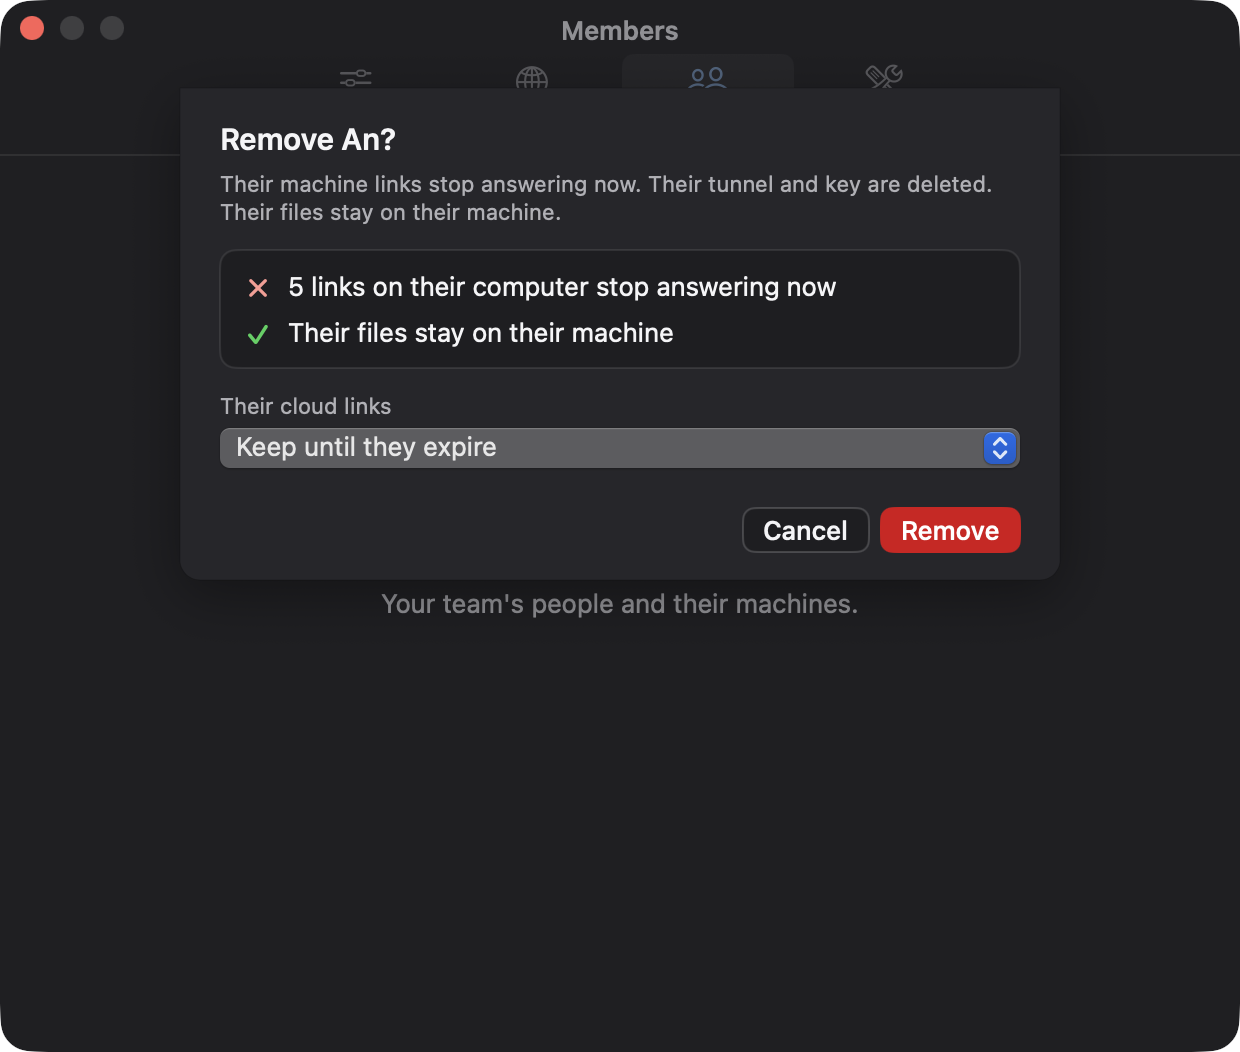 Members
Remove An?
Their machine links stop answering now. Their tunnel and key are deleted.
Their files stay on their machine.
5 links on their computer stop answering now
Their files stay on their machine
Their cloud links
Keep until they expire
Cancel
Remove
Your team's people and their machines.